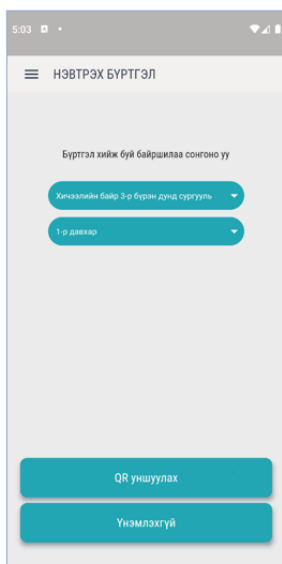 5:03
НЭВТРЭХ БҮРТГЭЛ
Бүртгэл хийж буй байршилаа сонгоно уу
Хичээлийн байр 3-р бүрэн дунд сургууль
1-р давхар
QR уншуулах
Үнэмлэхгүй